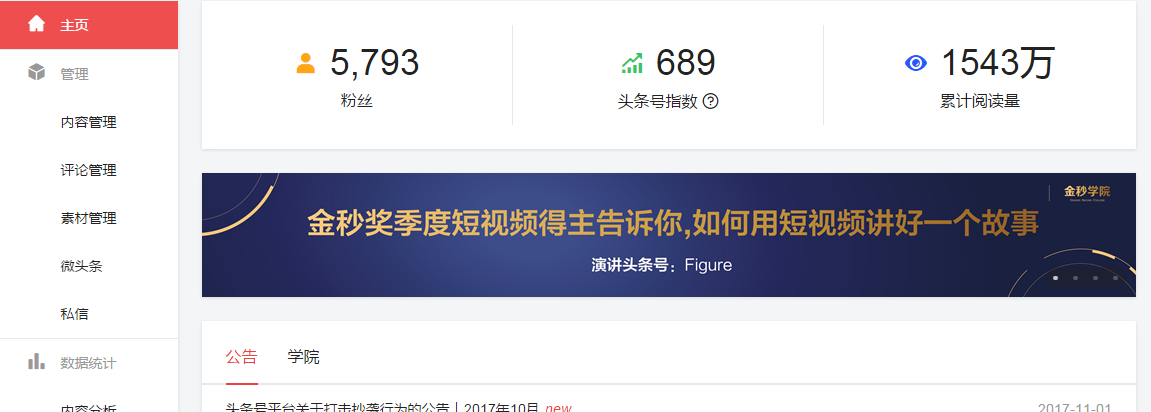 主页
管理
内容管理
评论管理
素材管理
微头条
私信
数据统计
内容分析
5,793
粉丝
689
头条号指数
1543万
累计阅读量
金秒学院
金秒奖季度短视频得主告诉你,如何用短视频讲好一个故事
演讲头条号：Figure
公告 学院
头条号平台关于打击抄袭行为的公告 | 2017年10月 new 2017-11-01